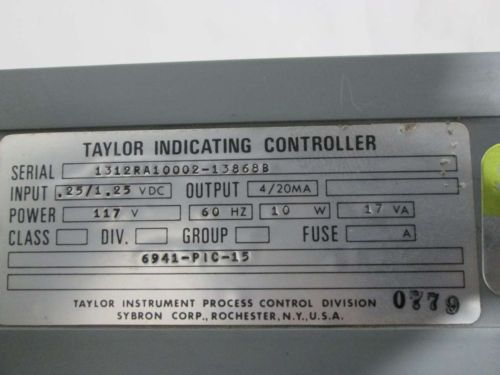 TAYLOR INDICATING CONTROLLER
SERIAL 1312RA10002-13868B
INPUT .25/1.25 VDC OUTPUT 4/20MA
POWER 117 V 60 HZ 10 W 17 VA
CLASS DIV. GROUP FUSE A
6941-PIC-15
TAYLOR INSTRUMENT PROCESS CONTROL DIVISION 0779
SYBRON CORP., ROCHESTER, N.Y., U.S.A.